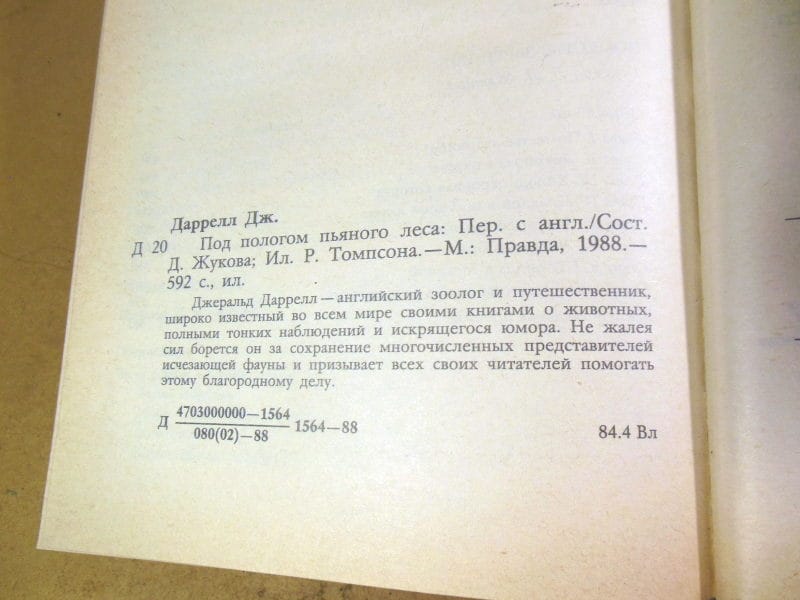 Даррелл Дж.
Д 20 Под пологом пьяного леса: Пер. с англ./Сост.
Д. Жукова; Ил. Р. Томпсона.—М.: Правда, 1988.—
592 с., ил.
Джеральд Даррелл—английский зоолог и путешественник,
широко известный во всем мире своими книгами о животных,
полными тонких наблюдений и искрящегося юмора. Не жалея
сил борется он за сохранение многочисленных представителей
исчезающей фауны и призывает всех своих читателей помогать
этому благородному делу.
4703000000—1564
Д 1564—88
080(02)—88
84.4 Вл